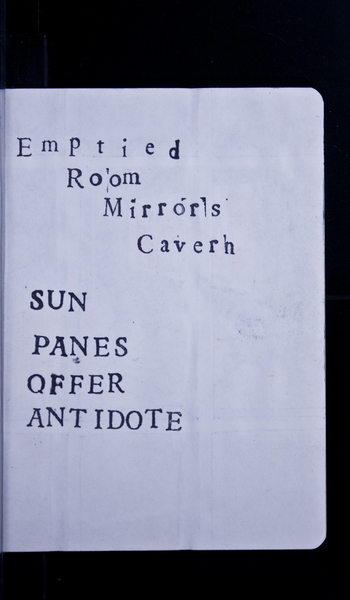 Emptied
Room
Mirrors
Cavern
SUN
PANES
OFFER
ANTIDOTE